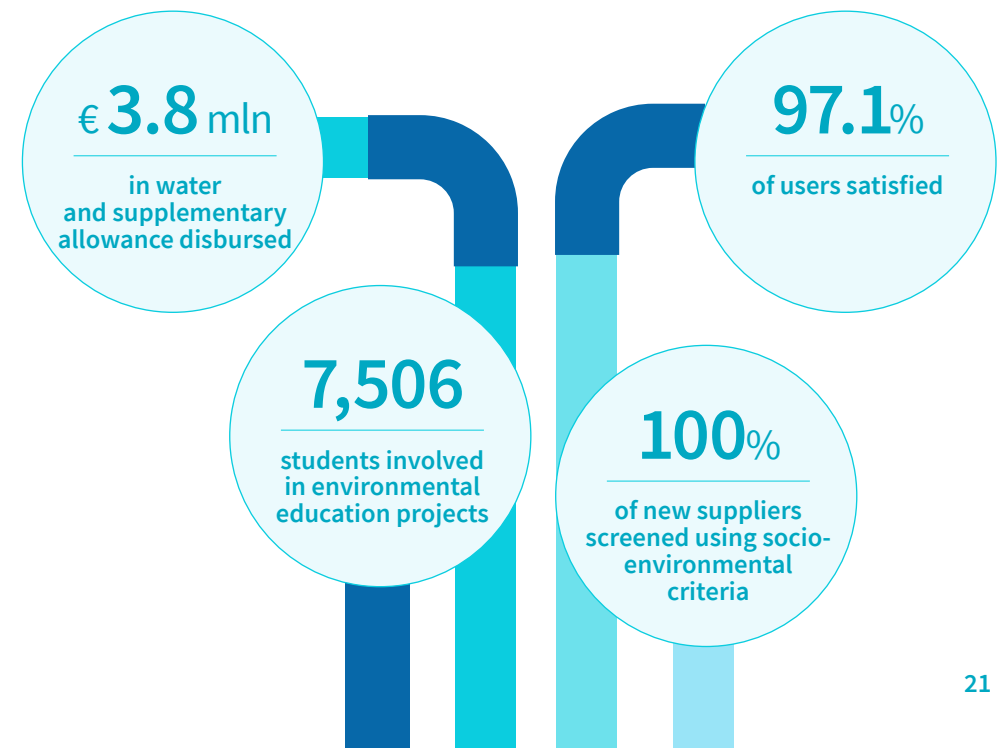 € 3.8 mln
in water
and supplementary
allowance disbursed
97.1%
of users satisfied
7,506
students involved
in environmental
education projects
100%
of new suppliers
screened using socio-
environmental
criteria
21